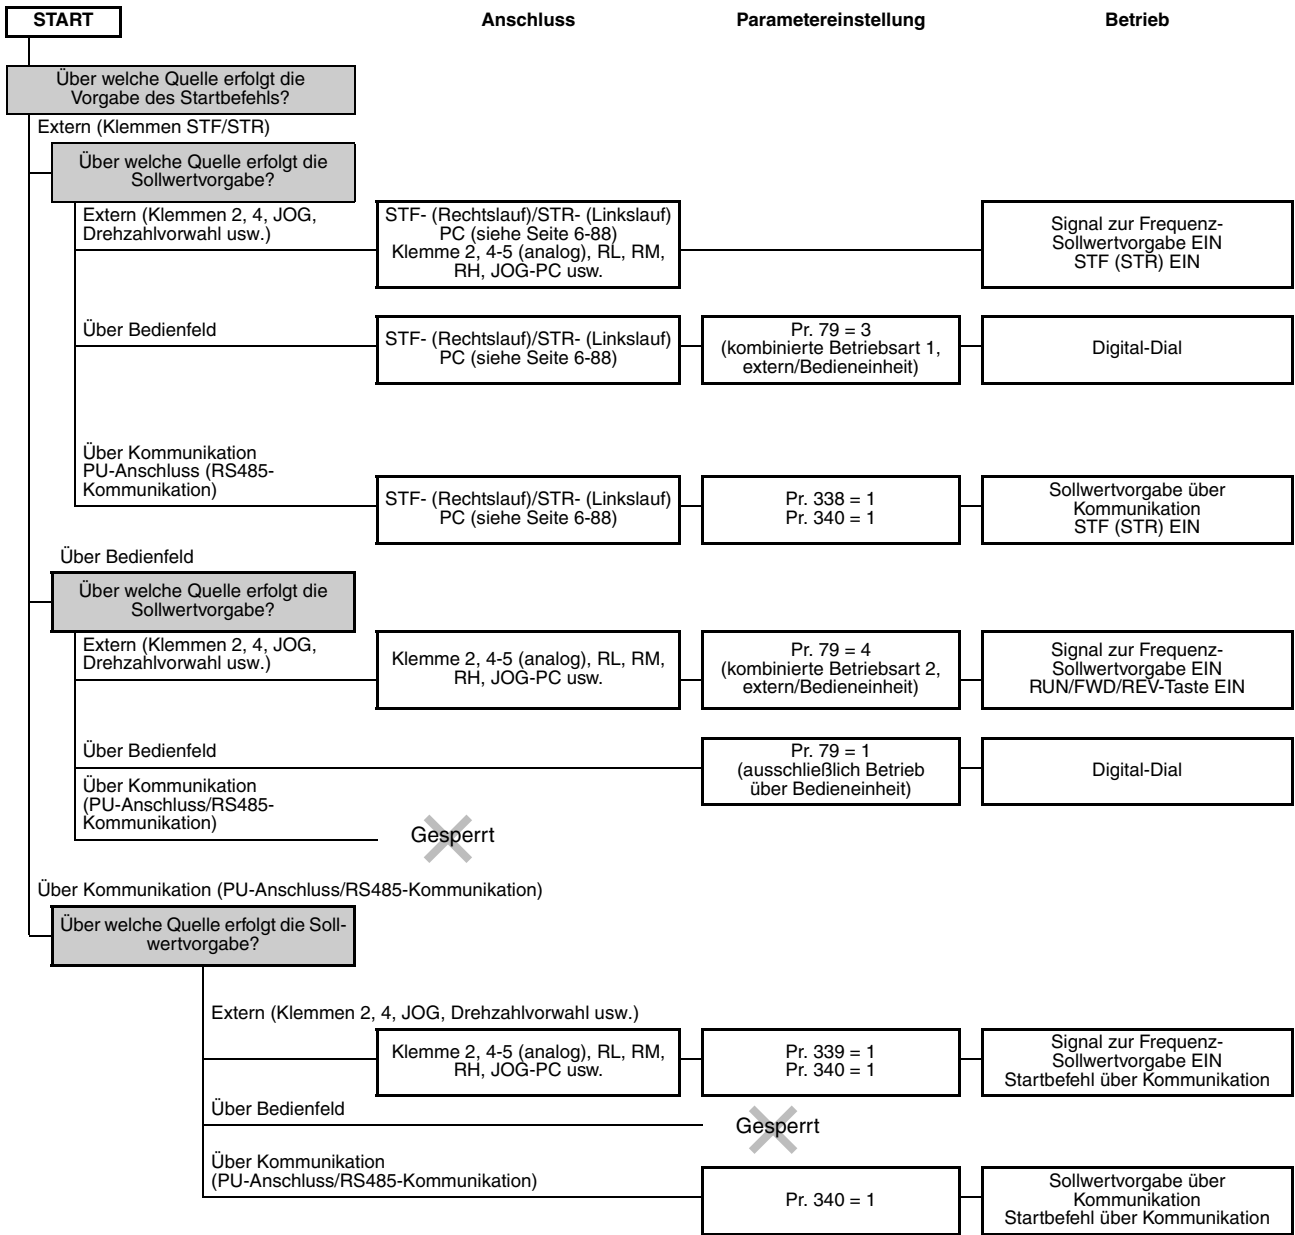 START
Anschluss
Parametereinstellung
Betrieb
Über welche Quelle erfolgt die
Vorgabe des Startbefehls?
Extern (Klemmen STF/STR)
Über welche Quelle erfolgt die
Sollwertvorgabe?
Extern (Klemmen 2, 4, JOG,
Drehzahlvorwahl usw.)
STF- (Rechtslauf)/STR- (Linkslauf)
PC (siehe Seite 6-88)
Klemme 2, 4-5 (analog), RL, RM,
RH, JOG-PC usw.
Signal zur Frequenz-
Sollwertvorgabe EIN
STF (STR) EIN
Über Bedienfeld
STF- (Rechtslauf)/STR- (Linkslauf)
PC (siehe Seite 6-88)
Pr. 79 = 3
(kombinierte Betriebsart 1,
extern/Bedieneinheit)
Digital-Dial
Über Kommunikation
PU-Anschluss (RS485-
Kommunikation)
STF- (Rechtslauf)/STR- (Linkslauf)
PC (siehe Seite 6-88)
Pr. 338 = 1
Pr. 340 = 1
Sollwertvorgabe über
Kommunikation
STF (STR) EIN
Über Bedienfeld
Über welche Quelle erfolgt die
Sollwertvorgabe?
Extern (Klemmen 2, 4, JOG,
Drehzahlvorwahl usw.)
Klemme 2, 4-5 (analog), RL, RM,
RH, JOG-PC usw.
Pr. 79 = 4
(kombinierte Betriebsart 2,
extern/Bedieneinheit)
Signal zur Frequenz-
Sollwertvorgabe EIN
RUN/FWD/REV-Taste EIN
Über Bedienfeld
Pr. 79 = 1
(ausschließlich Betrieb
über Bedieneinheit)
Digital-Dial
Über Kommunikation
(PU-Anschluss/RS485-
Kommunikation)
Gesperrt
Über Kommunikation (PU-Anschluss/RS485-Kommunikation)
Über welche Quelle erfolgt die Soll-
wertvorgabe?
Extern (Klemmen 2, 4, JOG, Drehzahlvorwahl usw.)
Klemme 2, 4-5 (analog), RL, RM,
RH, JOG-PC usw.
Pr. 339 = 1
Pr. 340 = 1
Signal zur Frequenz-
Sollwertvorgabe EIN
Startbefehl über Kommunikation
Über Bedienfeld
Gesperrt
Über Kommunikation
(PU-Anschluss/RS485-Kommunikation)
Pr. 340 = 1
Sollwertvorgabe über
Kommunikation
Startbefehl über Kommunikation